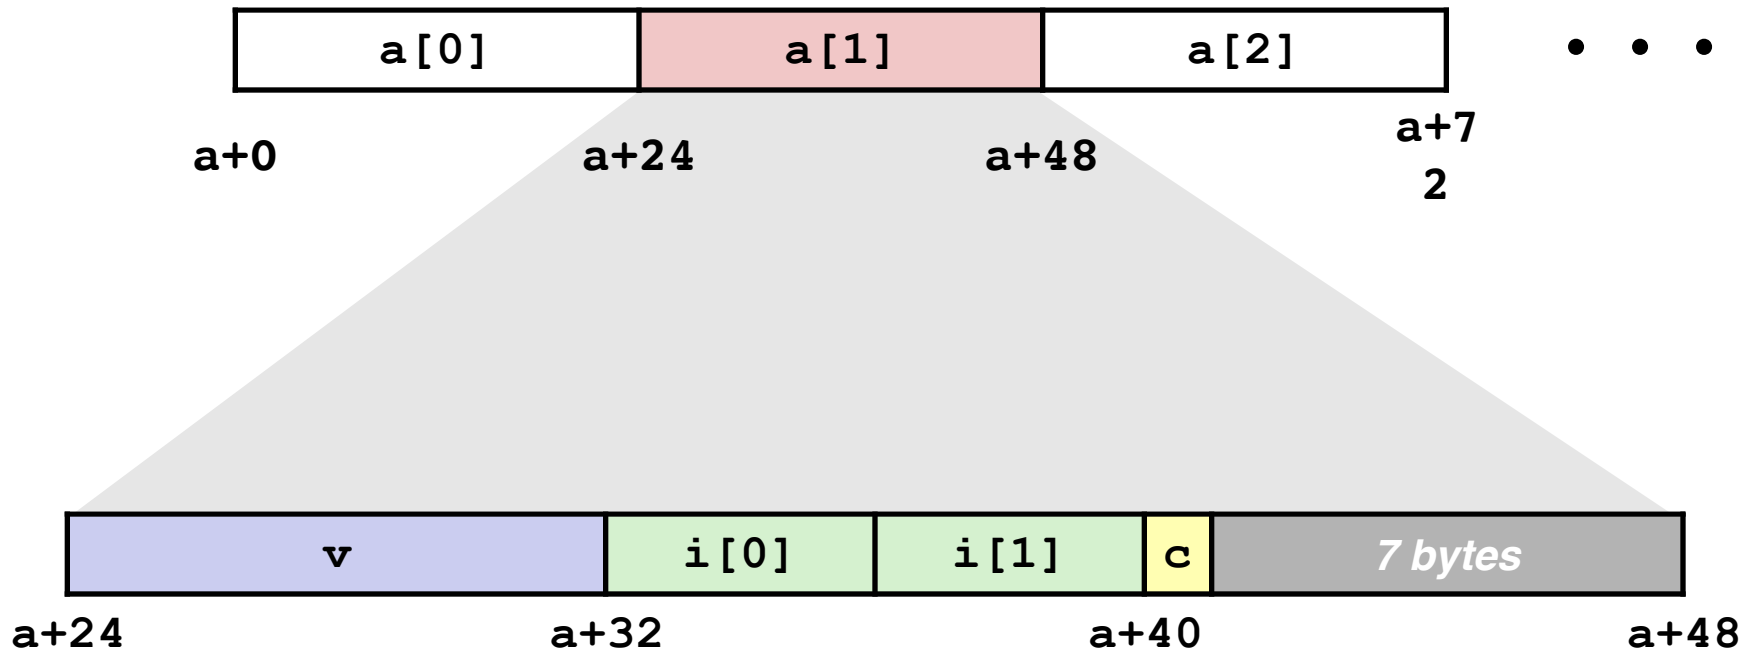 a[0] a[1] a[2] • • •
a+0 a+24 a+48 a+7
2
v i[0] i[1] c 7 bytes
a+24 a+32 a+40 a+48